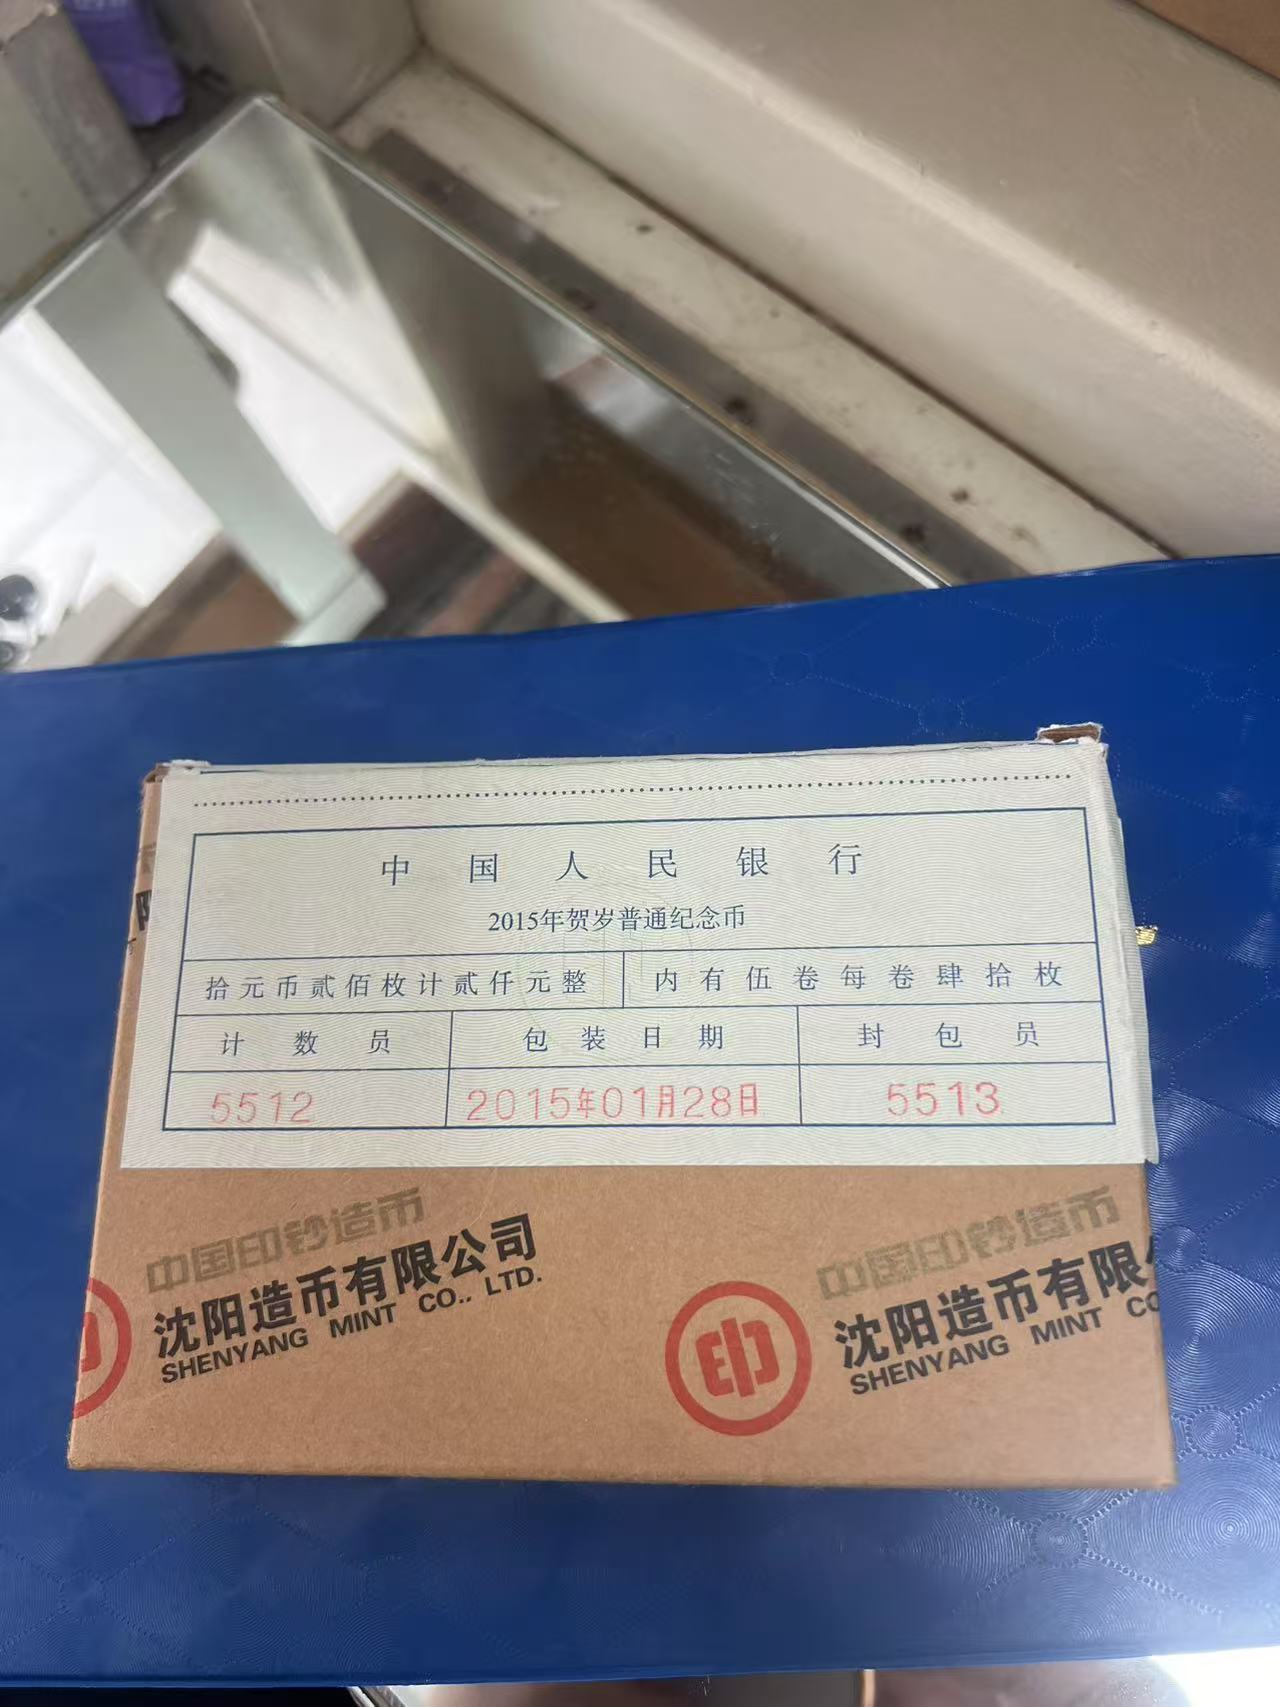 中国人民银行
2015年贺岁普通纪念币
拾元币贰佰枚计贰仟元整 内有伍卷每卷肆拾枚
计数员 包装日期 封包员
5512 2015年01月28日 5513
中国印钞造币
沈阳造币有限公司
SHENYANG MINT CO., LTD.
印
中国印钞造币
沈阳造币有限
SHENYANG MINT CO